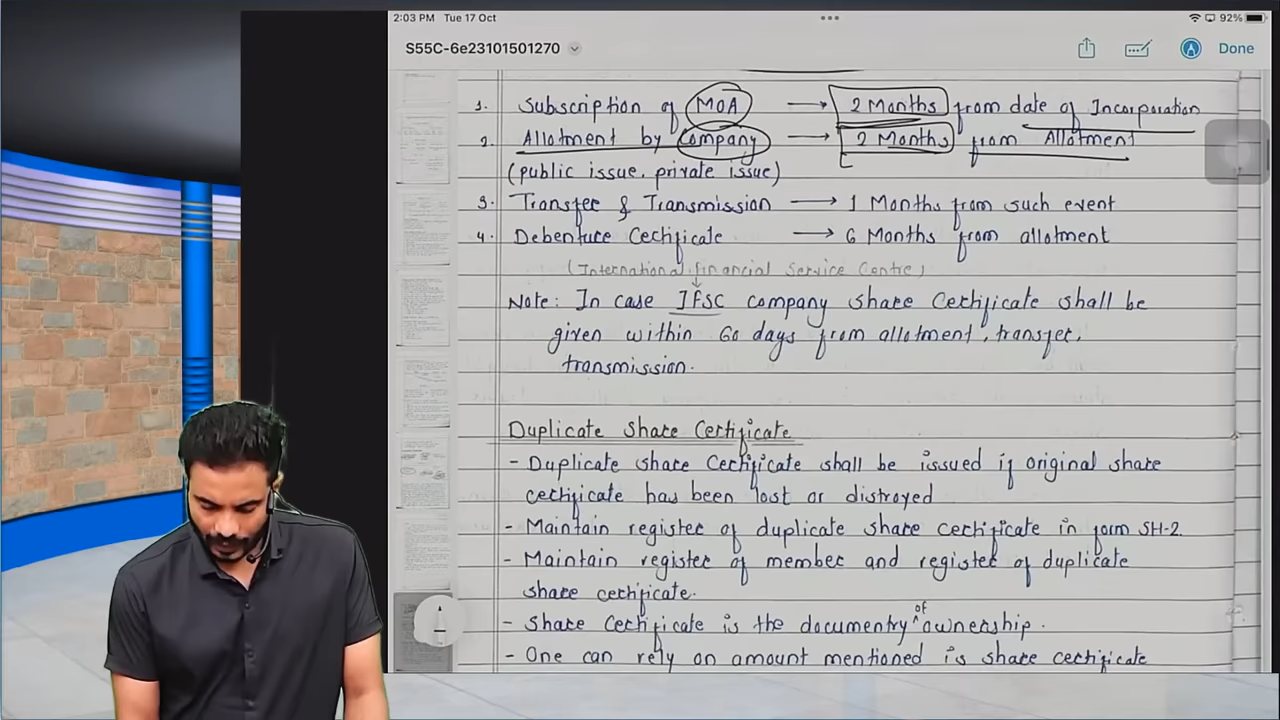 2:03 PM Tue 17 Oct
92%
S55C-6e23101501270
Done
1. Subscription of MOA → 2 Months from date of Incorporation
2. Allotment by Company → 2 Months from Allotment
(public issue, private issue)
3. Transfer & Transmission → 1 Months from such event
4. Debenture Certificate → 6 Months from allotment
(International Financial Service Centre)
Note: In case IFSC company share Certificate shall be
given within 60 days from allotment, transfer,
transmission.
Duplicate Share Certificate
- Duplicate share Certificate shall be issued if original share
certificate has been lost or distroyed
- Maintain register of duplicate share certificate in form SH-2.
- Maintain register of member and register of duplicate
share certificate.
- Share Certificate is the documentry of ownership.
- One can rely on amount mentioned is share certificate